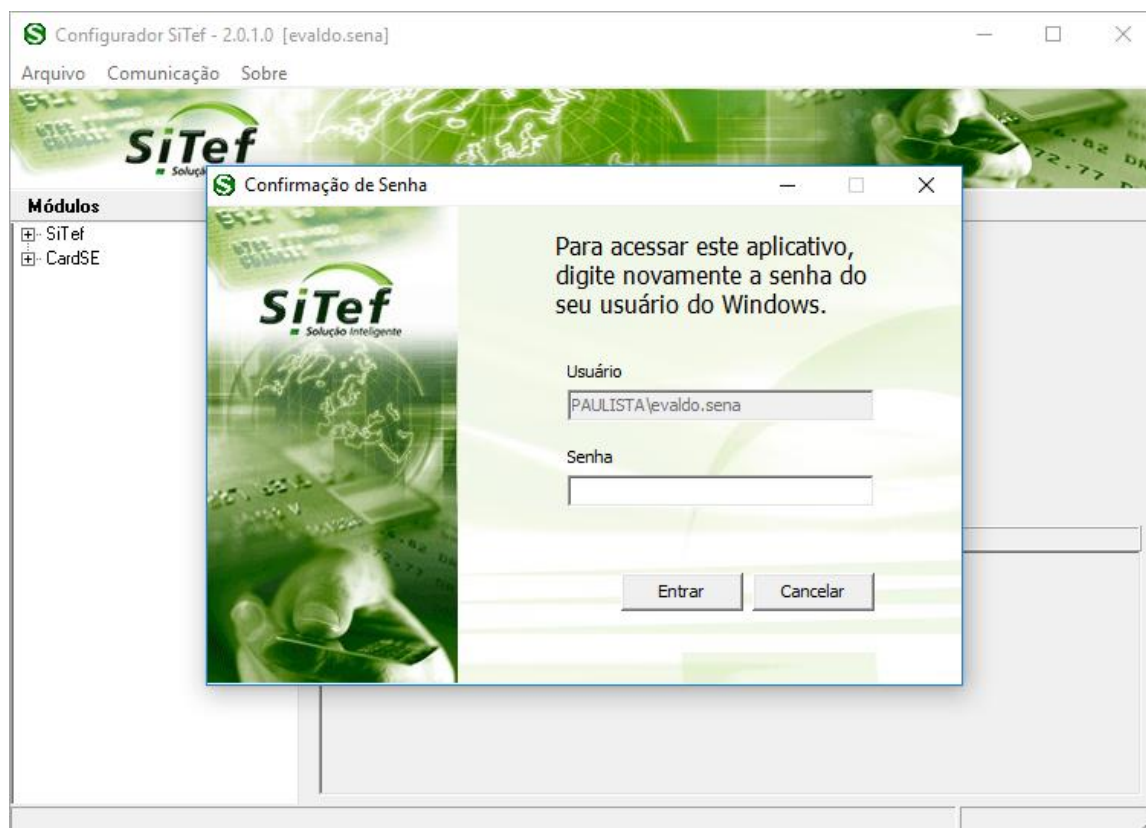 Configurador SiTef - 2.0.1.0 [evaldo.sena]
Arquivo Comunicação Sobre
SiTef
Módulos
SiTef
CardSE
Confirmação de Senha
SiTef
Solução Inteligente
Para acessar este aplicativo,
digite novamente a senha do
seu usuário do Windows.
Usuário
PAULISTA\evaldo.sena
Senha
Entrar Cancelar